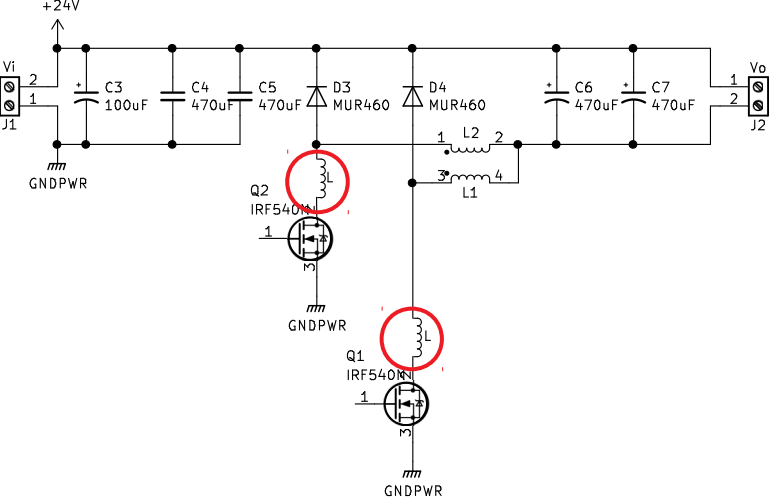 +24V
Vi
2
1
J1
+
C3
100uF
C4
470uF
C5
470uF
D3
MUR460
D4
MUR460
+
C6
470uF
+
C7
470uF
Vo
1
2
J2
GNDPWR
1
L2
2
3
4
L1
L
Q2
IRF540N
2
1
3
GNDPWR
L
Q1
IRF540N
2
1
3
GNDPWR